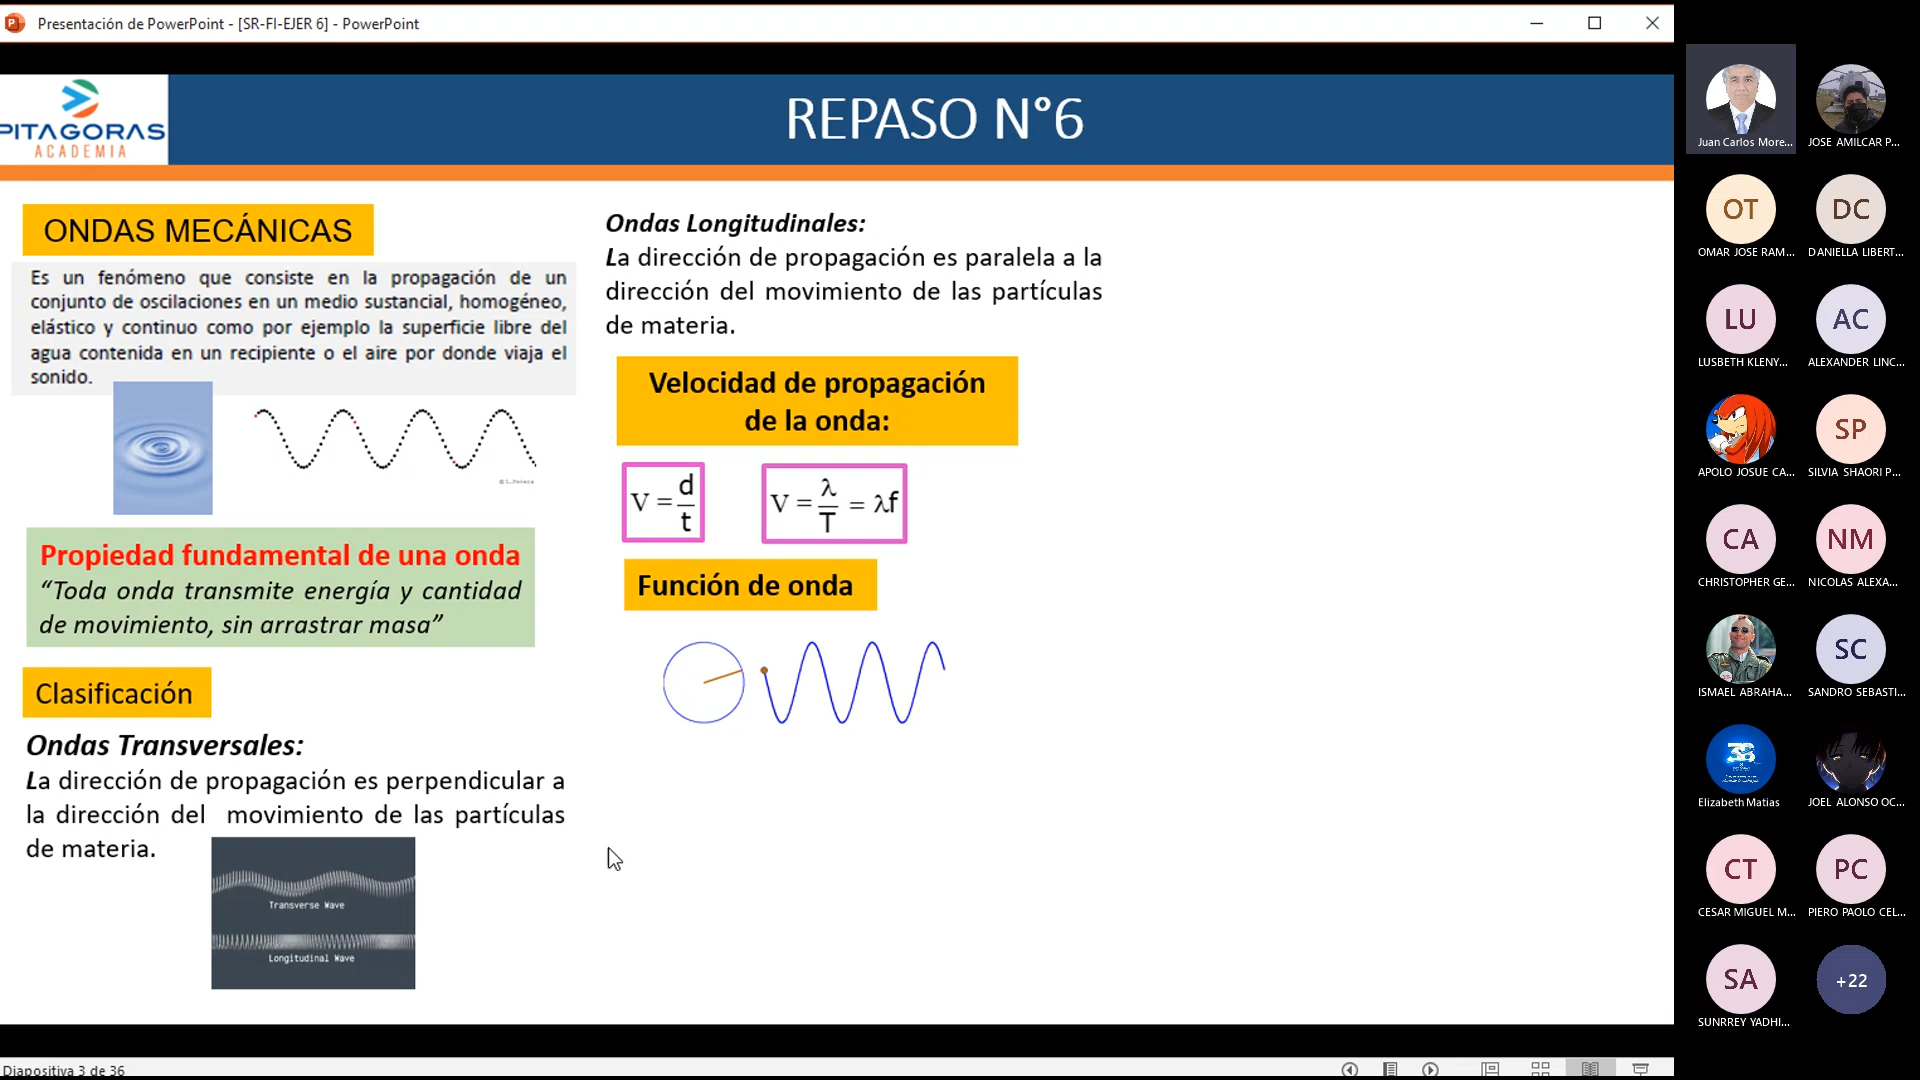 Presentación de PowerPoint - [SR-FI-EJER 6] - PowerPoint
PITAGORAS
ACADEMIA
REPASO N°6
ONDAS MECÁNICAS
Es un fenómeno que consiste en la propagación de un
conjunto de oscilaciones en un medio sustancial, homogéneo,
elástico y continuo como por ejemplo la superficie libre del
agua contenida en un recipiente o el aire por donde viaja el
sonido.
Propiedad fundamental de una onda
“Toda onda transmite energía y cantidad
de movimiento, sin arrastrar masa”
Clasificación
Ondas Transversales:
La dirección de propagación es perpendicular a
la dirección del movimiento de las partículas
de materia.
Transverse Wave
Longitudinal Wave
Ondas Longitudinales:
La dirección de propagación es paralela a la
dirección del movimiento de las partículas
de materia.
Velocidad de propagación
de la onda:
V = d/t
V = λ/T = λf
Función de onda
Diapositiva 3 de 36
Juan Carlos More...
JOSE AMILCAR P...
OT
DC
OMAR JOSE RAM...
DANIELLA LIBERT...
LU
AC
LUSBETH KLENY...
ALEXANDER LINC...
SP
APOLO JOSUE CA...
SILVIA SHAORI P...
CA
NM
CHRISTOPHER GE...
NICOLAS ALEXA...
SC
ISMAEL ABRAHA...
SANDRO SEBASTI...
Elizabeth Matias
JOEL ALONSO OC...
CT
PC
CESAR MIGUEL M...
PIERO PAOLO CEL...
SA
+22
SUNRREY YADHI...